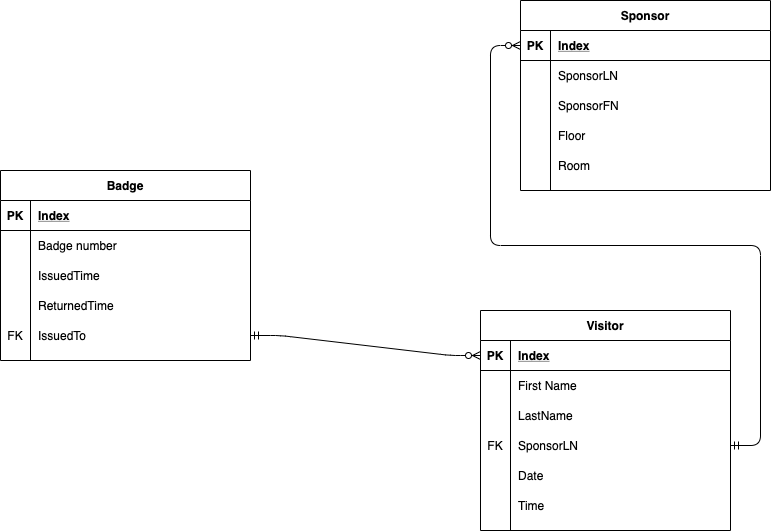 Sponsor
PK Index
SponsorLN
SponsorFN
Floor
Room
Badge
PK Index
Badge number
IssuedTime
ReturnedTime
FK IssuedTo
Visitor
PK Index
First Name
LastName
FK SponsorLN
Date
Time